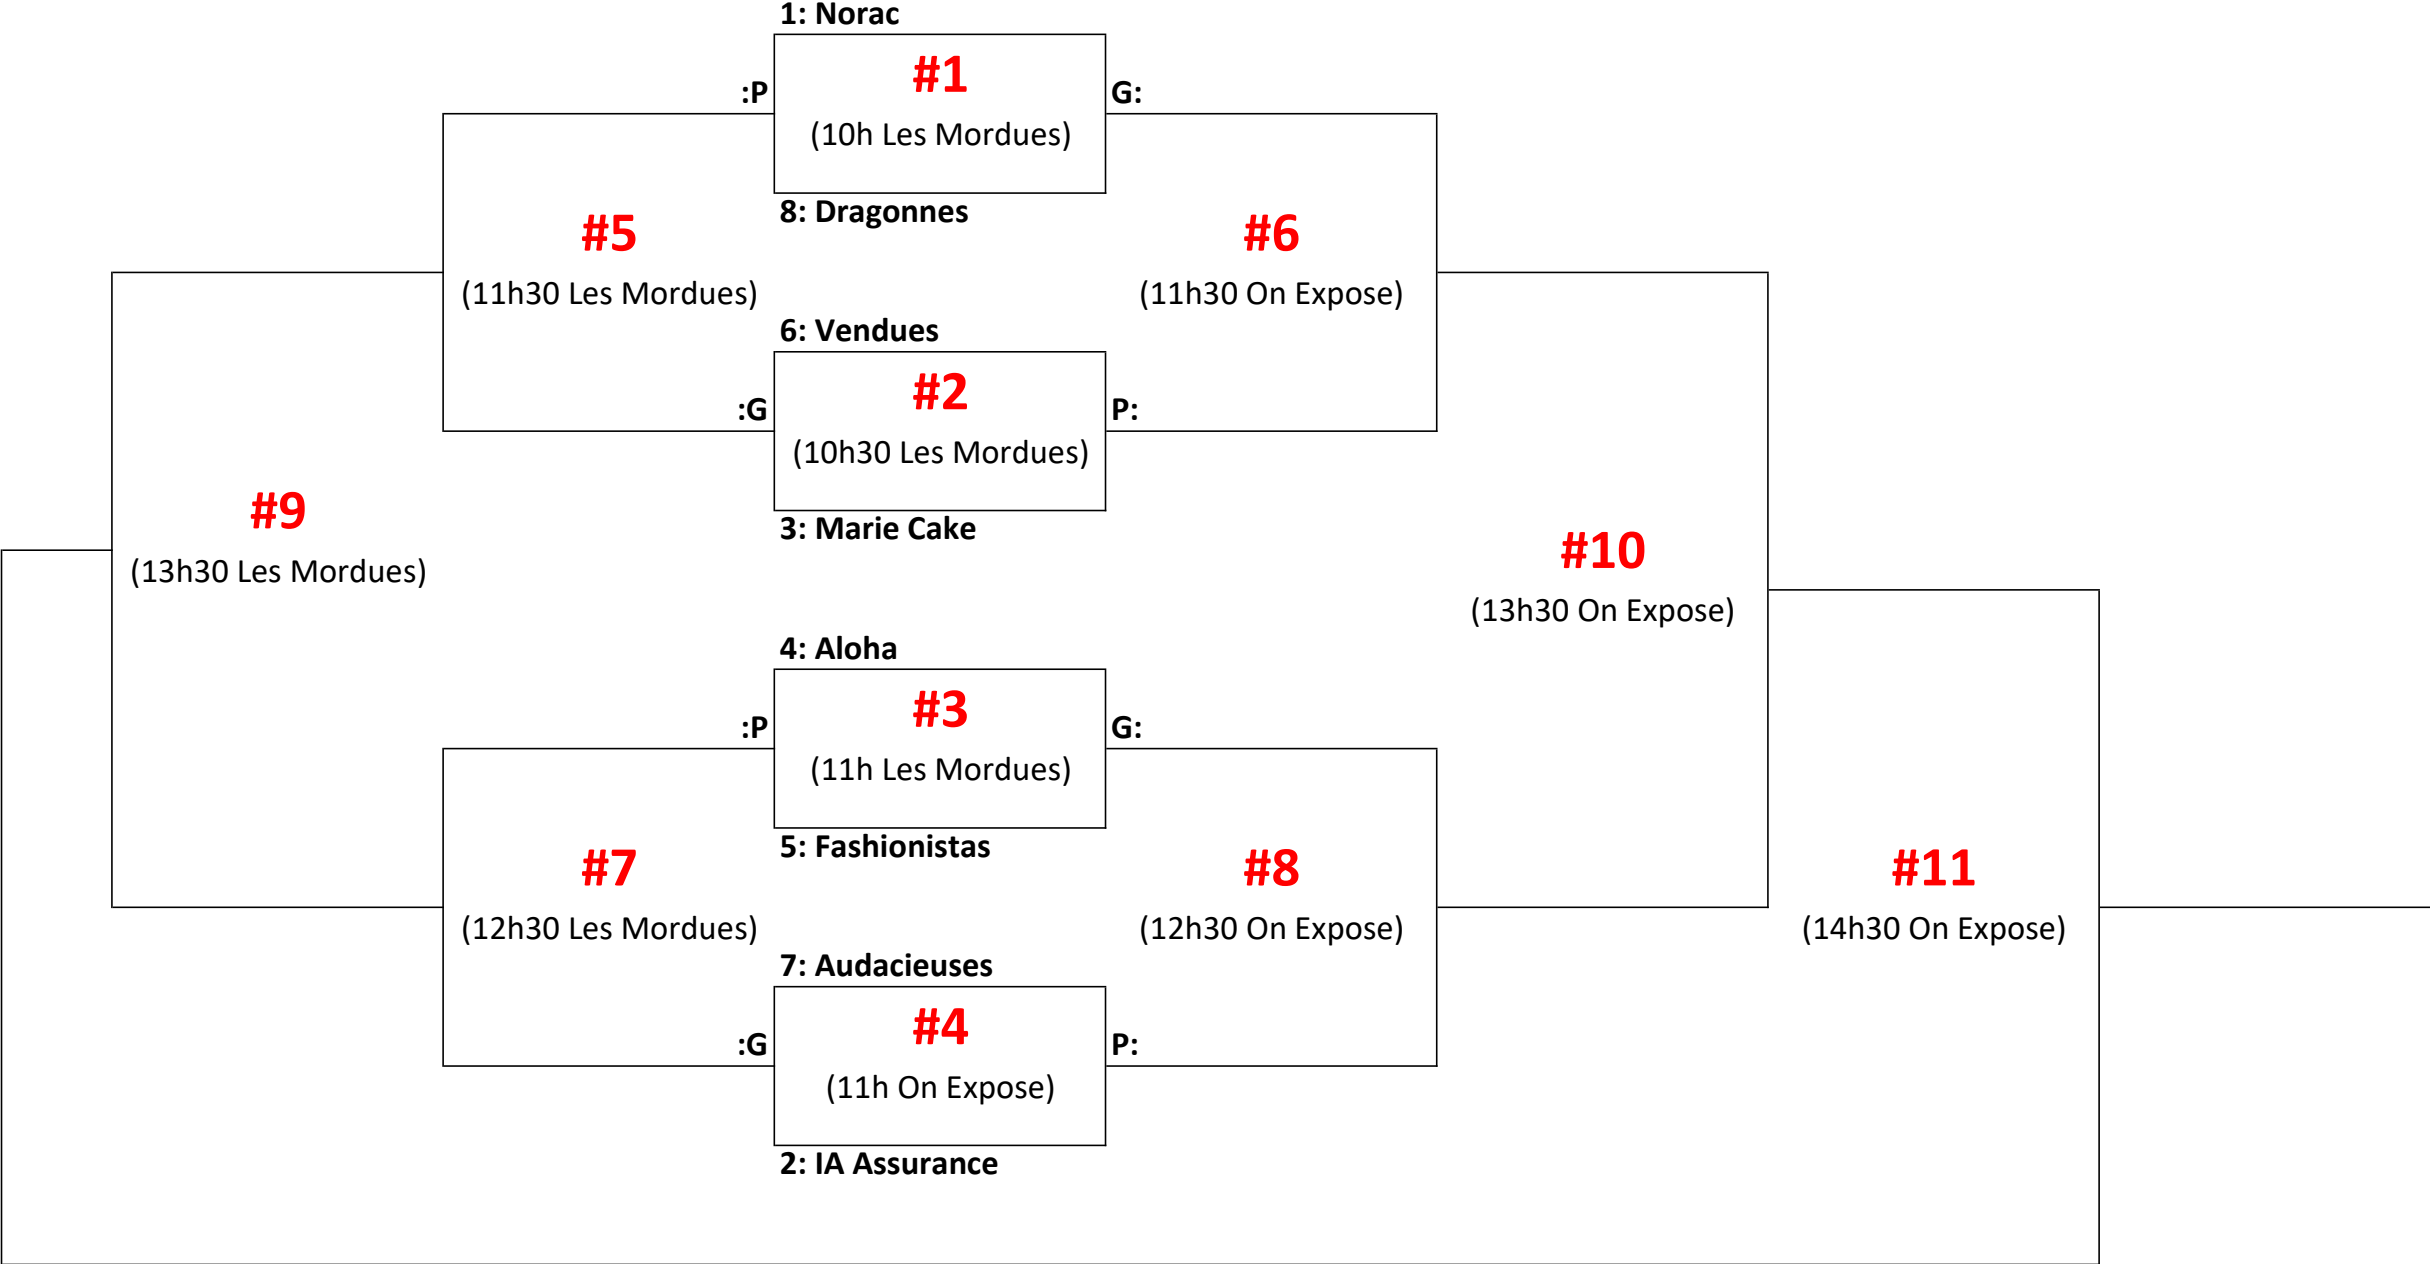 1: Norac
#1
:P
G:
(10h Les Mordues)
8: Dragonnes
#5
#6
(11h30 Les Mordues)
(11h30 On Expose)
6: Vendues
#2
:G
P:
(10h30 Les Mordues)
#9
3: Marie Cake
#10
(13h30 Les Mordues)
(13h30 On Expose)
4: Aloha
#3
:P
G:
(11h Les Mordues)
5: Fashionistas
#7
#8
#11
(12h30 Les Mordues)
(12h30 On Expose)
(14h30 On Expose)
7: Audacieuses
#4
:G
P:
(11h On Expose)
2: IA Assurance